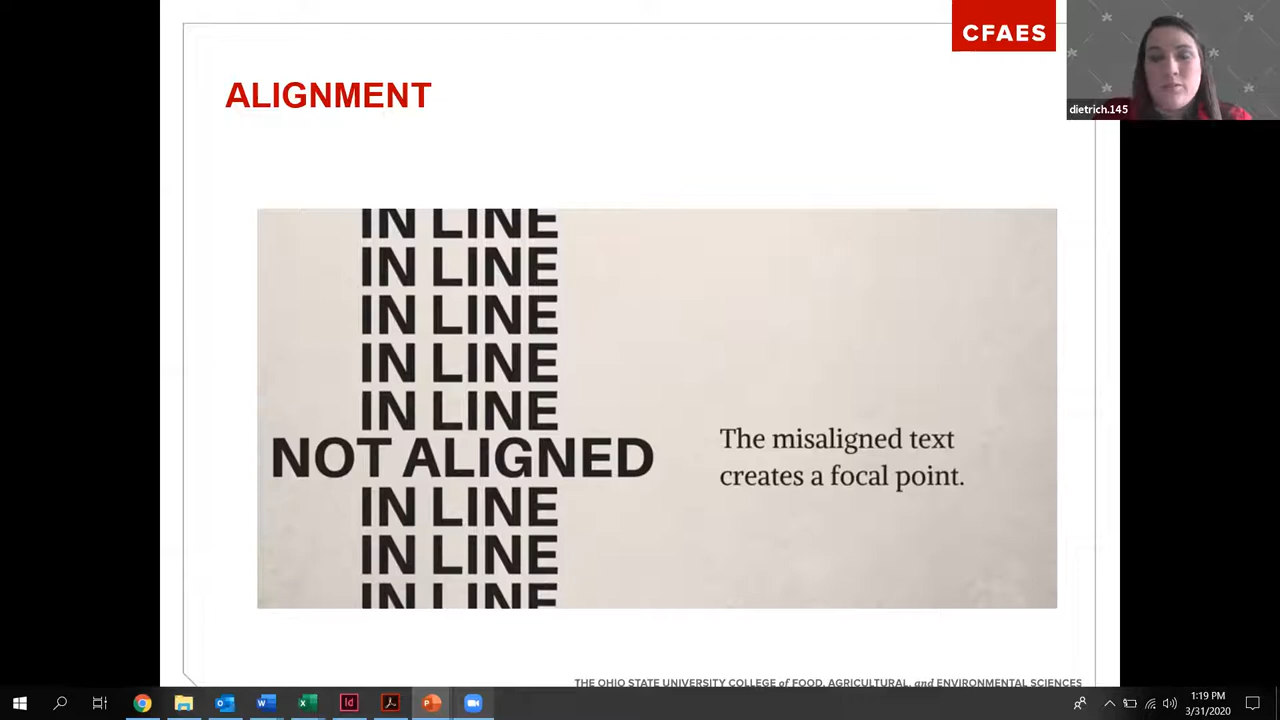 CFAES
dietrich.145
ALIGNMENT
IN LINE
IN LINE
IN LINE
IN LINE
IN LINE
NOT ALIGNED
IN LINE
IN LINE
IN LINE
The misaligned text
creates a focal point.
THE OHIO STATE UNIVERSITY COLLEGE of FOOD, AGRICULTURAL, and ENVIRONMENTAL SCIENCES
1:19 PM
3/31/2020